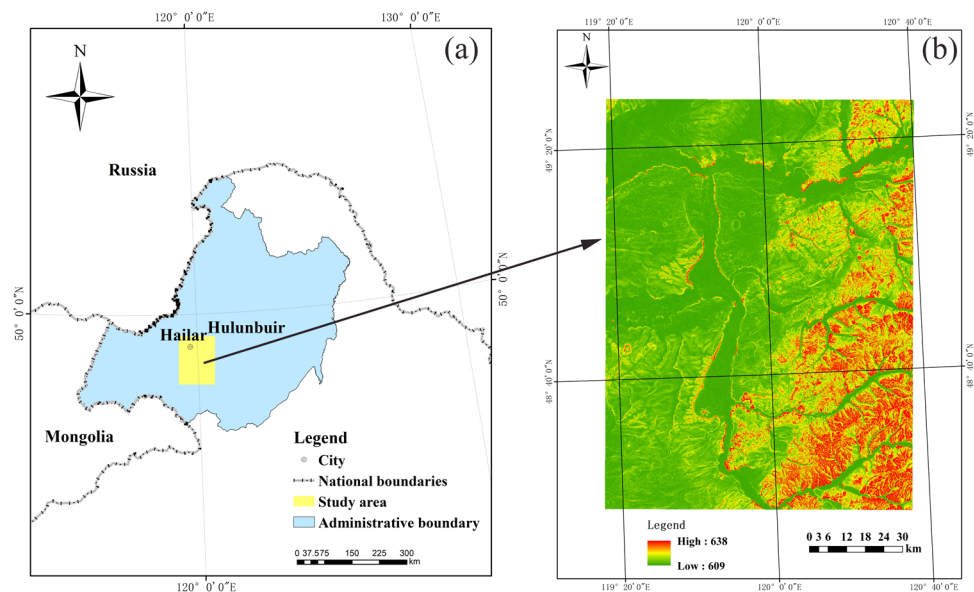 120° 0′0″E
130° 0′0″E
(a)
N
Russia
50° 0′0″N
50° 0′0″N
Hulunbuir
Hailar
Mongolia
Legend
City
National boundaries
Study area
Administrative boundary
0 37.575 150 225 300
km
120° 0′0″E
119° 20′0″E
120° 0′0″E
120° 40′0″E
(b)
N
49° 20′0″N
49° 20′0″N
48° 40′0″N
48° 40′0″N
Legend
High : 638
Low : 609
0 3 6 12 18 24 30
km
119° 20′0″E
120° 0′0″E
120° 40′0″E